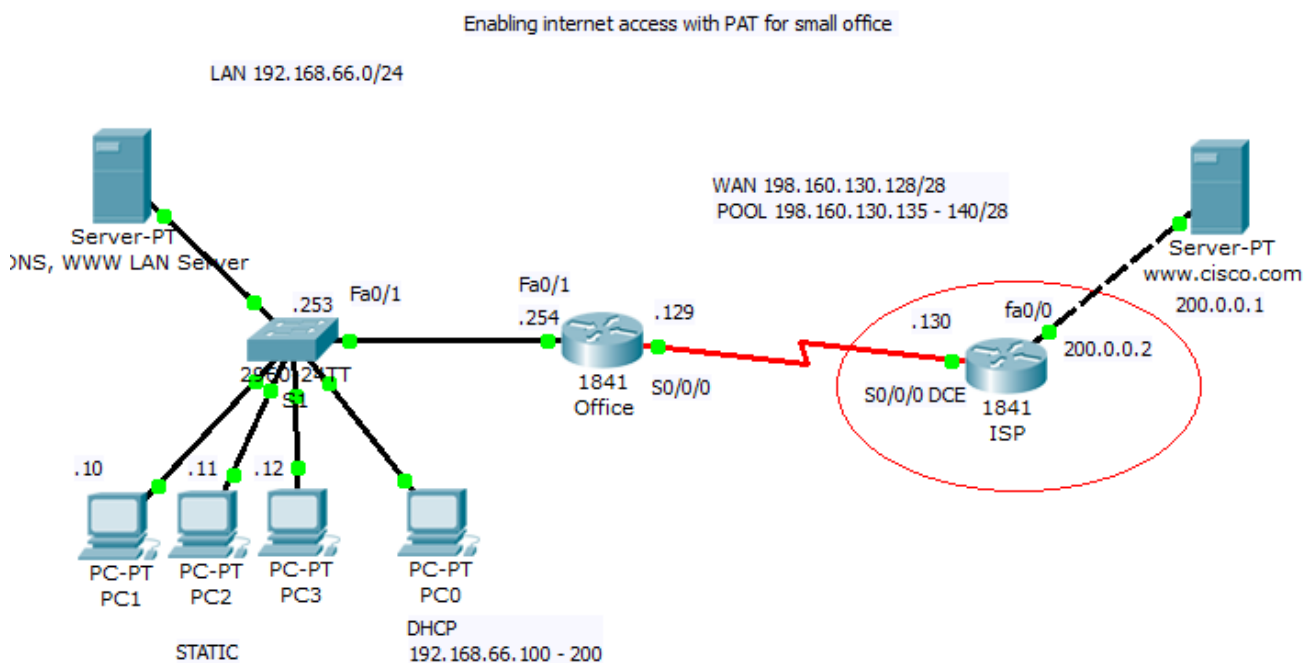 Enabling internet access with PAT for small office
LAN 192.168.66.0/24
WAN 198.160.130.128/28
POOL 198.160.130.135 - 140/28
Server-PT
DNS, WWW LAN Server
Server-PT
www.cisco.com
200.0.0.1
.253
Fa0/1
Fa0/1
.254
.129
.130
fa0/0
200.0.0.2
2960-24TT
S1
1841
Office
S0/0/0
S0/0/0 DCE
1841
ISP
.10
.11
.12
PC-PT
PC1
PC-PT
PC2
PC-PT
PC3
PC-PT
PC0
STATIC
DHCP
192.168.66.100 - 200